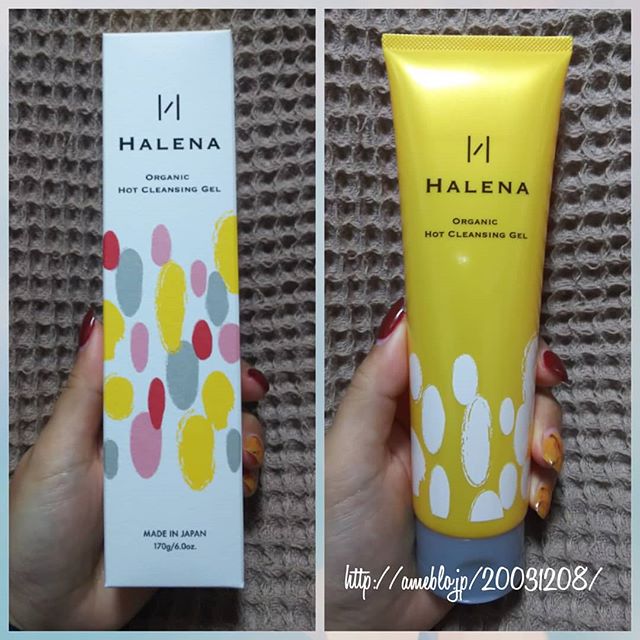 HALENA
ORGANIC
HOT CLEANSING GEL
MADE IN JAPAN
170g/6.0oz.
HALENA
ORGANIC
HOT CLEANSING GEL
http://ameblo.jp/20031208/